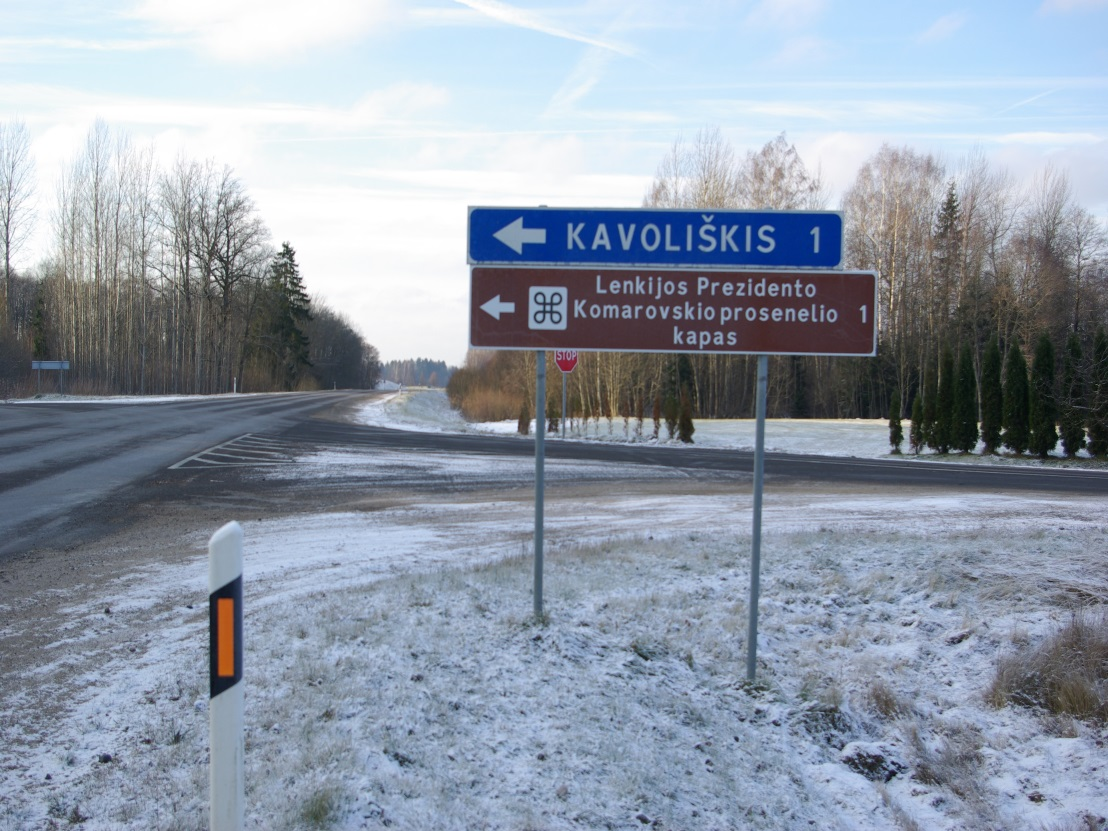 KAVOLIŠKIS 1
Lenkijos Prezidento
Komarovskio prosenelio 1
kapas
STOP